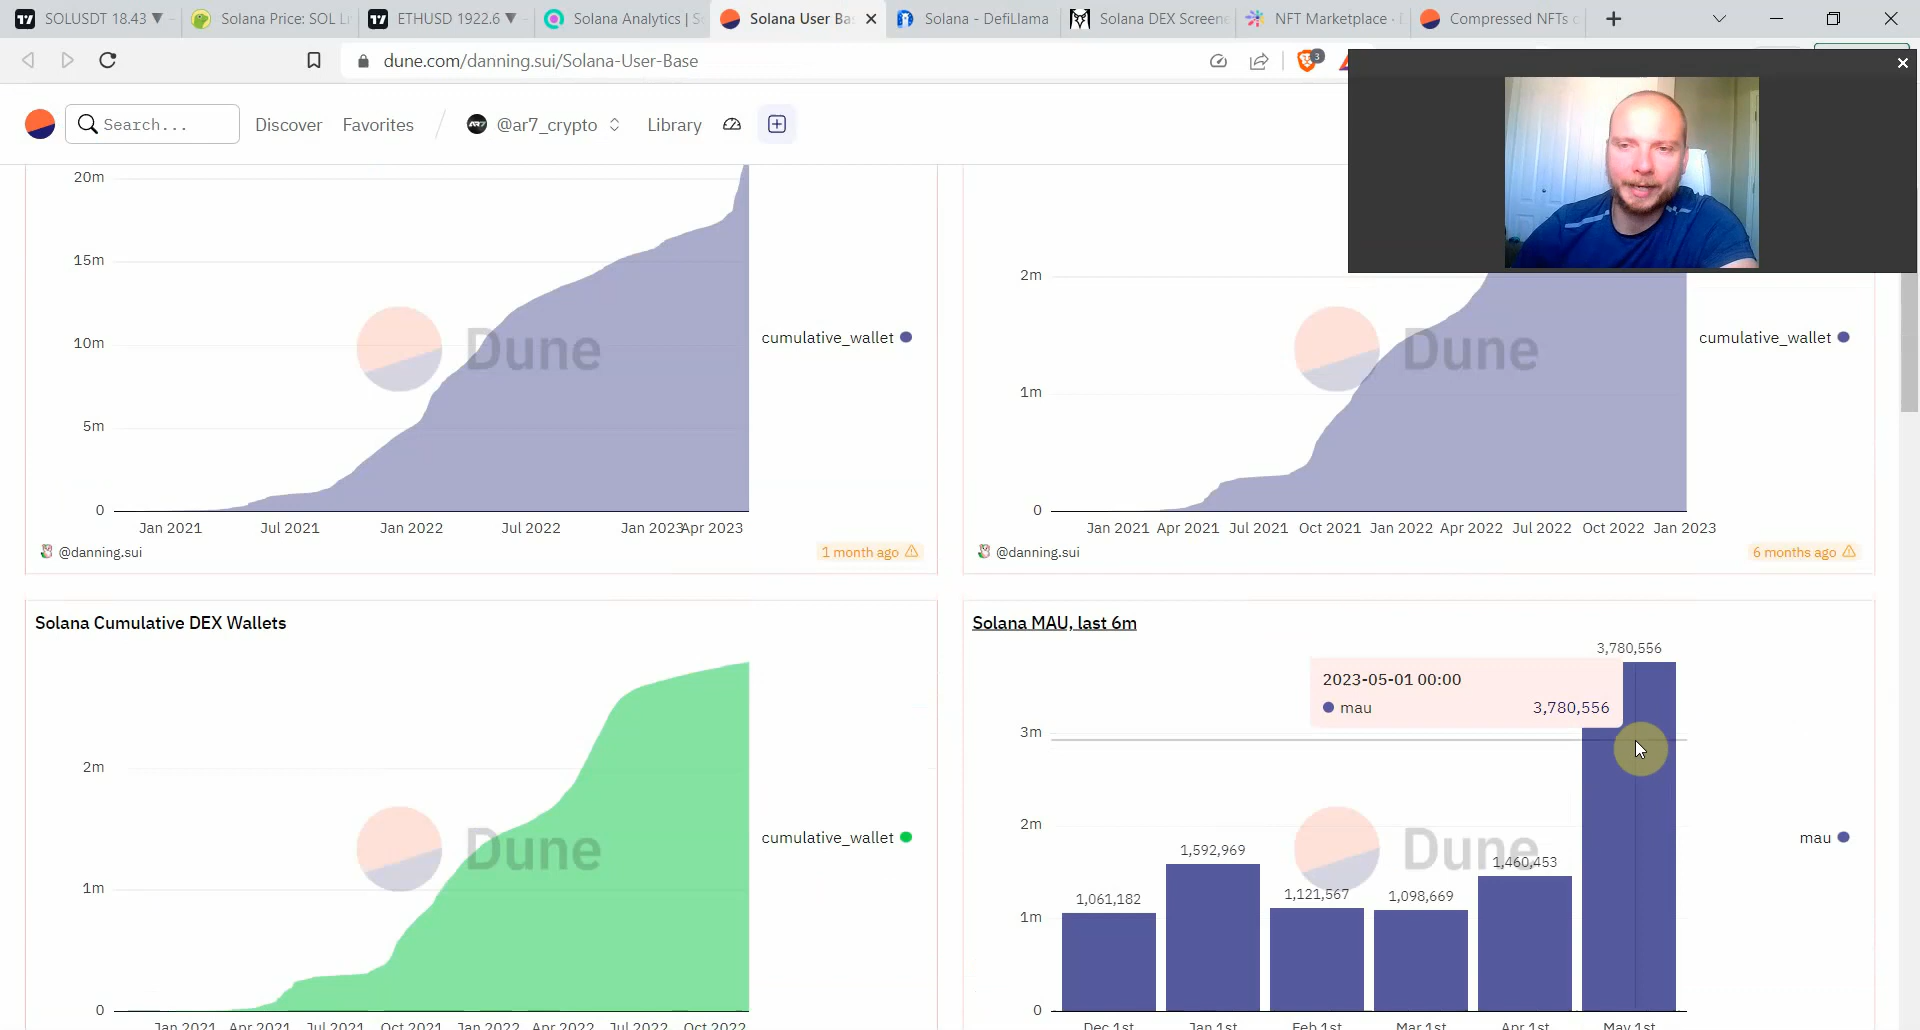 SOLUSDT 18.43 ▼
Solana Price: SOL Li
ETHUSD 1922.6 ▼
Solana Analytics | S
Solana User Ba
Solana - DefiLlama
Solana DEX Screene
NFT Marketplace ·
Compressed NFTs
dune.com/danning.sui/Solana-User-Base
3
Search...
Discover
Favorites
@ar7_crypto
Library
20m
15m
10m
5m
0
Dune
cumulative_wallet
Jan 2021 Jul 2021 Jan 2022 Jul 2022 Jan 2023 Apr 2023
@danning.sui
1 month ago
2m
1m
0
Dune
cumulative_wallet
Jan 2021 Apr 2021 Jul 2021 Oct 2021 Jan 2022 Apr 2022 Jul 2022 Oct 2022 Jan 2023
@danning.sui
6 months ago
Solana Cumulative DEX Wallets
2m
1m
0
Dune
cumulative_wallet
Jan 2021 Apr 2021 Jul 2021 Oct 2021 Jan 2022 Apr 2022 Jul 2022 Oct 2022
Solana MAU, last 6m
3,780,556
2023-05-01 00:00
mau 3,780,556
3m
2m
1m
0
Dune
mau
1,061,182
1,592,969
1,121,567
1,098,669
1,460,453
Dec 1st Jan 1st Feb 1st Mar 1st Apr 1st May 1st